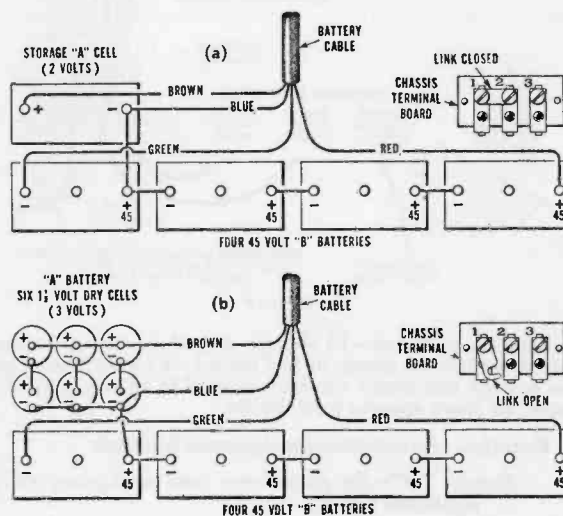 (a)
BATTERY
CABLE
STORAGE "A" CELL
(2 VOLTS)
LINK CLOSED
BROWN
BLUE
CHASSIS
TERMINAL
BOARD
1 2 3
+ -
GREEN
RED
- + - + - + - +
45 45 45 45
FOUR 45 VOLT "B" BATTERIES
"A" BATTERY
SIX 1½ VOLT DRY CELLS
(3 VOLTS)
(b)
BATTERY
CABLE
BROWN
CHASSIS
TERMINAL
BOARD
1 2 3
+ + +
- - -
BLUE
LINK OPEN
+ + +
- - -
GREEN
RED
- + - + - + - +
45 45 45 45
FOUR 45 VOLT "B" BATTERIES